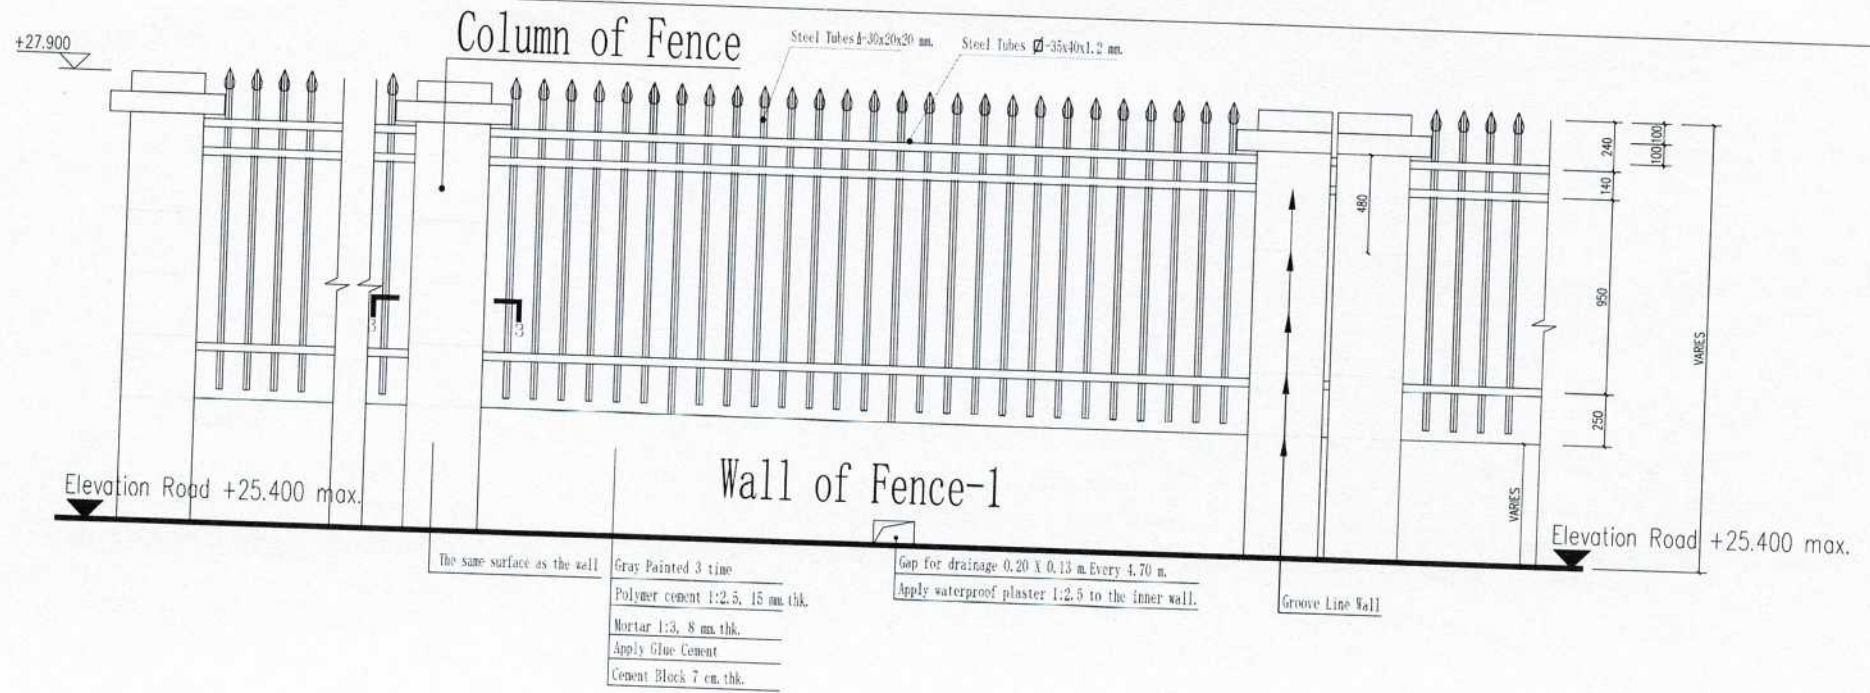 +27.900
Column of Fence
Steel Tubes 30x20x20 mm.
Steel Tubes Ø-35x40x1.2 mm.
240
100
100
140
480
950
VARIES
250
VARIES
3
3
Wall of Fence-1
Elevation Road +25.400 max.
Elevation Road +25.400 max.
The same surface as the wall
Gray Painted 3 time
Polymer cement 1:2.5, 15 mm.thk.
Mortar 1:3, 8 mm.thk.
Apply Glue Cement
Cement Block 7 cm.thk.
Gap for drainage 0.20 X 0.13 m.Every 4.70 m.
Apply waterproof plaster 1:2.5 to the inner wall.
Groove Line Wall